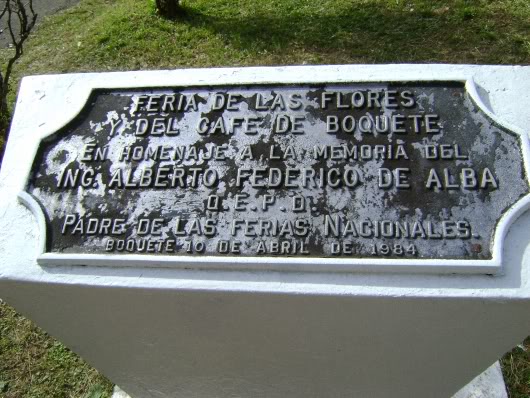 FERIA DE LAS FLORES
Y DEL CAFE DE BOQUETE
EN HOMENAJE A LA MEMORIA DEL
ING. ALBERTO FEDERICO DE ALBA
Q.E.P.D.
PADRE DE LAS FERIAS NACIONALES.
BOQUETE 10 DE ABRIL DE 1984